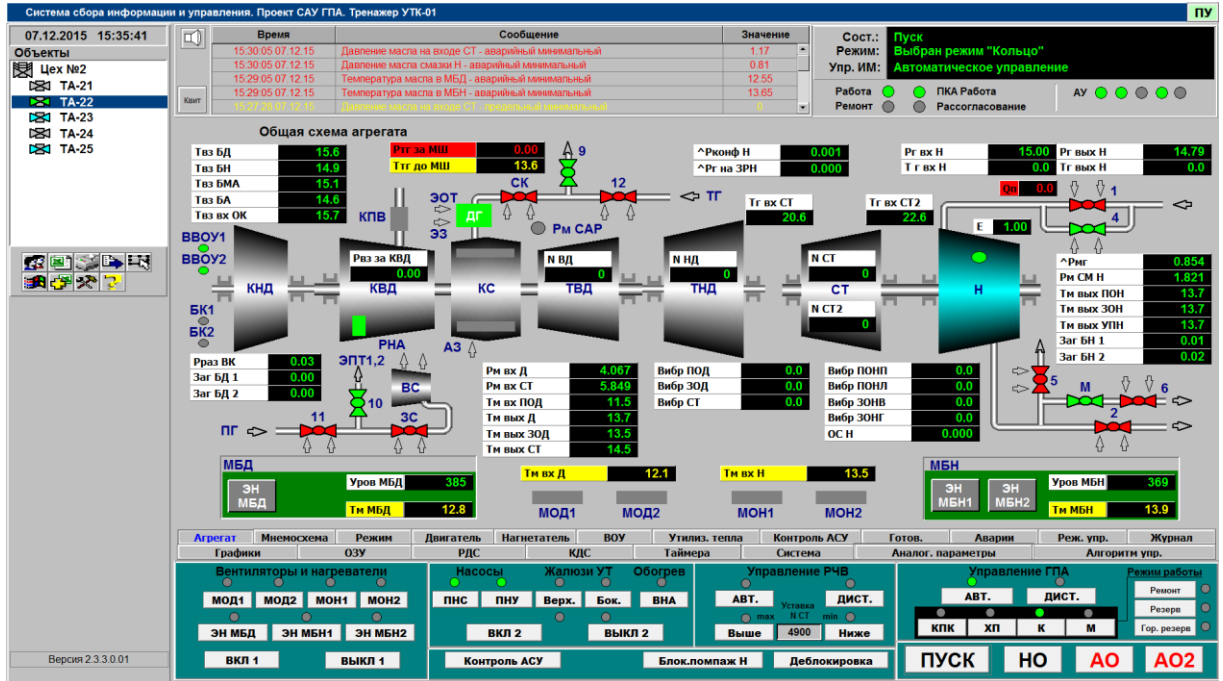 Система сбора информации и управления. Проект САУ ГПА. Тренажер УТК-01 ПУ
07.12.2015 15:35:41
Объекты
Цех №2
ТА-21
ТА-22
ТА-23
ТА-24
ТА-25
Версия 2.3.3.0.01
Квит
Время Сообщение Значение
15:30:05 07.12.15 Давление масла на входе СТ - аварийный минимальный 1.17
15:30:05 07.12.15 Давление масла смазки Н - аварийный минимальный 0.81
15:29:05 07.12.15 Температура масла в МБД - аварийный минимальный 12.55
15:29:05 07.12.15 Температура масла в МБН - аварийный минимальный 13.65
15:27:28 07.12.15 Давление масла на входе СТ - предельный минимальный 0
Сост.: Пуск
Режим: Выбран режим "Кольцо"
Упр. ИМ: Автоматическое управление
Работа ПКА Работа АУ
Ремонт Рассогласование
Общая схема агрегата
Твз БД 15.6
Твз БН 14.9
Твз БМА 15.1
Твз БА 14.6
Твз вх ОК 15.7
Ртг за МШ 0.00
Ттг до МШ 13.6
9
СК
12
ТГ
ЭОТ
ЭЗ
ДГ
КПВ
Рм САР
^Рконф Н 0.001
^Рг на ЗРН 0.000
Рг вх Н 15.00
Т г вх Н 0.0
Рг вых Н 14.79
Тг вых Н 0.0
Qп 0.0
1
4
Е 1.00
Тг вх СТ
20.6
Тг вх СТ2
22.6
ВВОУ1
ВВОУ2
БК1
БК2
КНД
Рвз за КВД
0.00
КВД
КС
N ВД
0
ТВД
N НД
0
ТНД
N СТ
0
СТ
N СТ2
0
Н
^Рмг 0.854
Рм СМ Н 1.821
Тм вых ПОН 13.7
Тм вых ЗОН 13.7
Тм вых УПН 13.7
Заг БН 1 0.01
Заг БН 2 0.02
РНА
АЗ
Рраз ВК 0.03
Заг БД 1 0.00
Заг БД 2 0.00
ЭПТ1,2
ВС
10
11
ЗС
ПГ
Рм вх Д 4.067
Рм вх СТ 5.849
Тм вх ПОД 11.5
Тм вых Д 13.7
Тм вых ЗОД 13.5
Тм вых СТ 14.5
Вибр ПОД 0.0
Вибр ЗОД 0.0
Вибр СТ 0.0
Вибр ПОНП 0.0
Вибр ПОНЛ 0.0
Вибр ЗОНВ 0.0
Вибр ЗОНГ 0.0
ОС Н 0.000
5
М
6
2
МБД
ЭН
МБД
Уров МБД 385
Тм МБД 12.8
Тм вх Д 12.1
Тм вх Н 13.5
МОД1 МОД2 МОН1 МОН2
МБН
ЭН
МБН1
ЭН
МБН2
Уров МБН 369
Тм МБН 13.9
Агрегат Мнемосхема Режим Двигатель Нагнетатель ВОУ Утилиз. тепла Контроль АСУ Готов. Аварии Реж. упр. Журнал
Графики ОЗУ РДС КДС Таймера Система Аналог. параметры Алгоритм упр.
Вентиляторы и нагреватели
МОД1 МОД2 МОН1 МОН2
ЭН МБД ЭН МБН1 ЭН МБН2
ВКЛ 1 ВЫКЛ 1
Насосы Жалюзи УТ Обогрев
ПНС ПНУ Верх. Бок. ВНА
ВКЛ 2 ВЫКЛ 2
Управление РЧВ
АВТ. ДИСТ.
Уставка
max N СТ min
Выше 4900 Ниже
Контроль АСУ Блок.помпаж Н Деблокировка
Управление ГПА
АВТ. ДИСТ.
КПК ХП К М
Режим работы
Ремонт
Резерв
Гор. резерв
ПУСК НО АО АО2